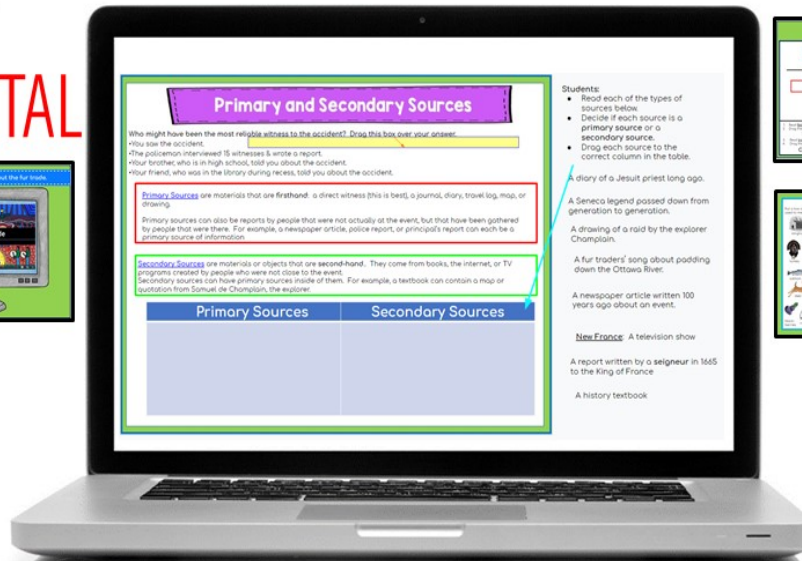 TAL
out the fur trade.
Primary and Secondary Sources
Who might have been the most reliable witness to the accident? Drag this box over your answer.
•You saw the accident.
•The policeman interviewed 15 witnesses & wrote a report.
•Your brother, who is in high school, told you about the accident.
•Your friend, who was in the library during recess, told you about the accident.
Primary Sources are materials that are firsthand: a direct witness (this is best), a journal, diary, travel log, map, or
drawing.
Primary sources can also be reports by people that were not actually at the event, but that have been gathered
by people that were there. For example, a newspaper article, police report, or principal's report can each be a
primary source of information
Secondary Sources are materials or objects that are second-hand. They come from books, the internet, or TV
programs created by people who were not close to the event.
Secondary sources can have primary sources inside of them. For example, a textbook can contain a map or
quotation from Samuel de Champlain, the explorer.
Primary Sources
Secondary Sources
Students:
• Read each of the types of
sources below.
• Decide if each source is a
primary source or a
secondary source.
• Drag each source to the
correct column in the table.
A diary of a Jesuit priest long ago.
A Seneca legend passed down from
generation to generation.
A drawing of a raid by the explorer
Champlain.
A fur traders' song about padding
down the Ottawa River.
A newspaper article written 100
years ago about an event.
New France: A television show
A report written by a seigneur in 1665
to the King of France
A history textbook